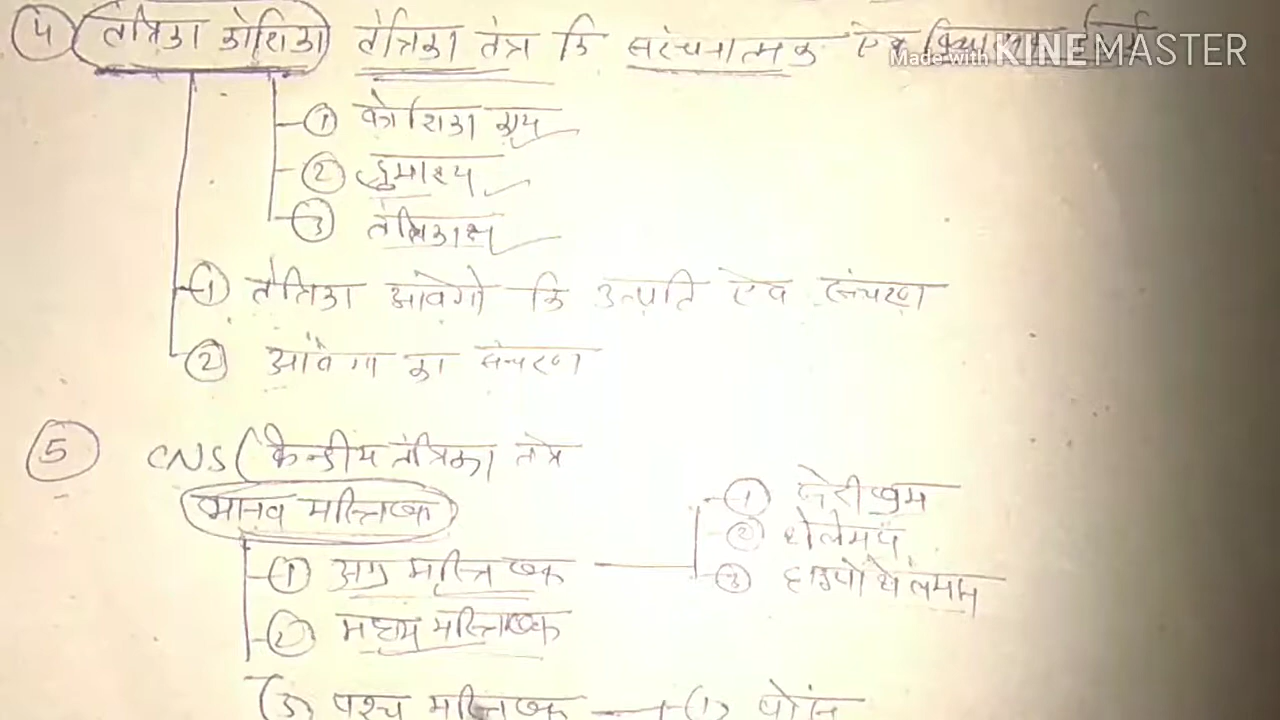 4 तंत्रिका कोशिका तंत्रिका तंत्र कि संरचनात्मक एव
Made with KINEMASTER
1 कोशिका काय
2 द्रुमाश्य
3 तंत्रिकाक्ष
1 तंत्रिका आवेगो कि उत्पति ऐव संचरण
2 आवेगा का संचरण
5 CNS ( केन्द्रीय तंत्रिका तंत्र
मानव मस्तिष्क
1 सेरीब्रम
2 थेलेमस
1 अग्र मस्तिष्क
3 हाइपोथेलमास
2 मध्य मस्तिष्क
(3) पश्च मस्तिष्क (1) पोंस